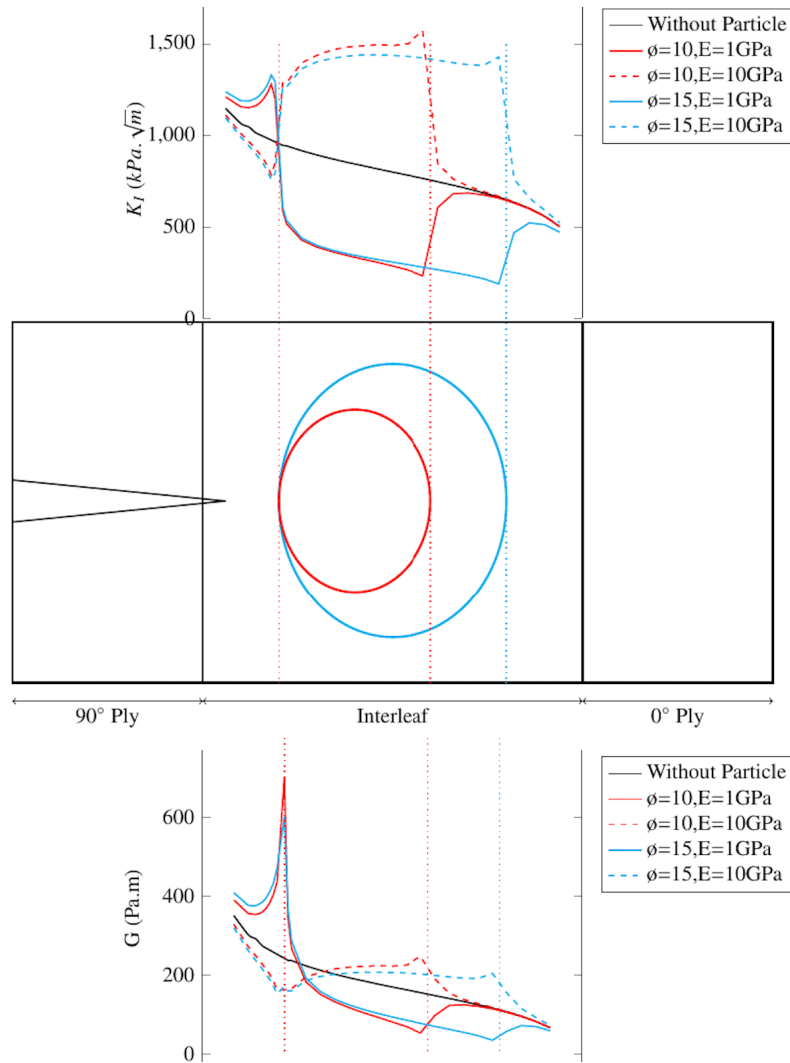 1,500
1,000
500
0
K_I (kPa.√m)
Without Particle
ø=10,E=1GPa
ø=10,E=10GPa
ø=15,E=1GPa
ø=15,E=10GPa
90° Ply
Interleaf
0° Ply
600
400
200
0
G (Pa.m)
Without Particle
ø=10,E=1GPa
ø=10,E=10GPa
ø=15,E=1GPa
ø=15,E=10GPa